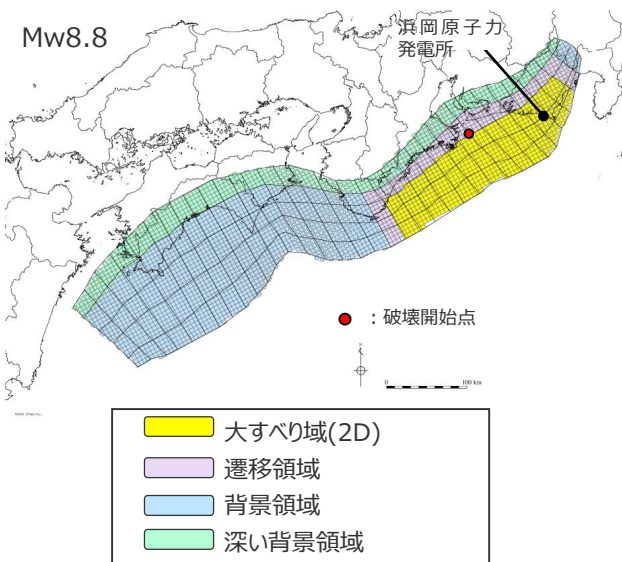 Mw8.8
浜岡原子力
発電所
：破壊開始点
0 100 km
大すべり域(2D)
遷移領域
背景領域
深い背景領域